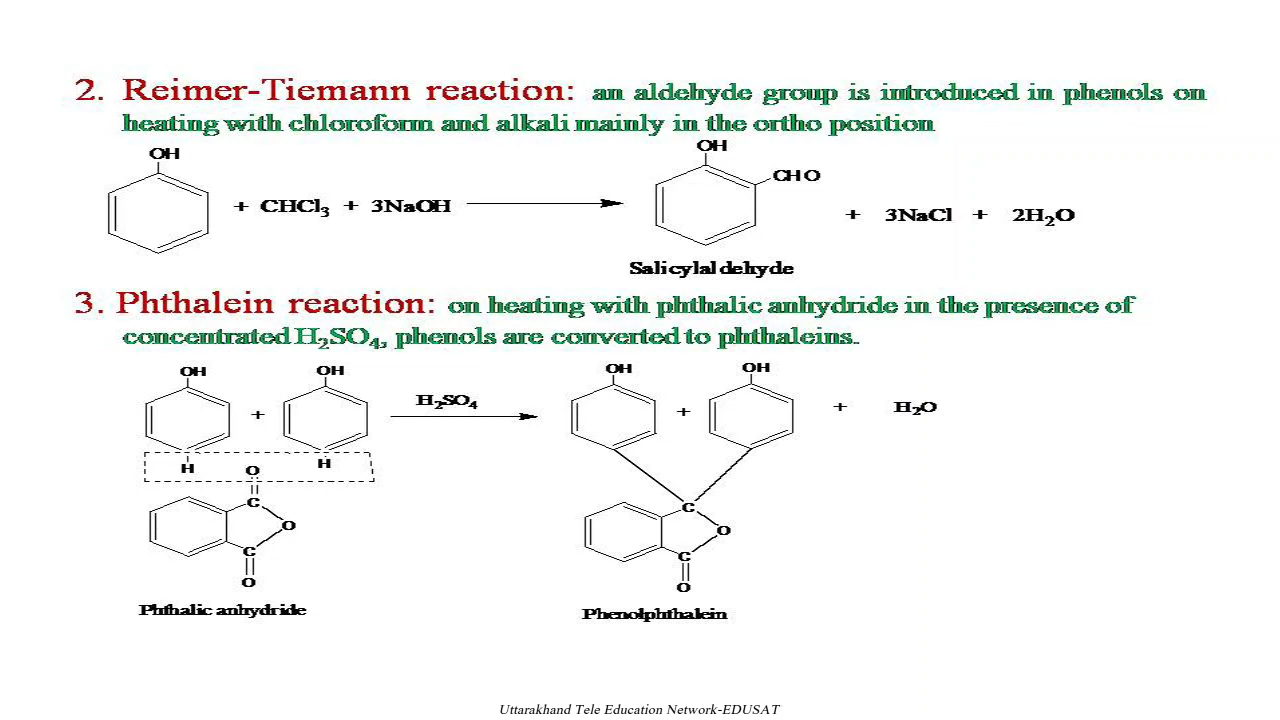 2. Reimer-Tiemann reaction: an aldehyde group is introduced in phenols on
heating with chloroform and alkali mainly in the ortho position
OH
OH
CHO
+ CHCl3 + 3NaOH
+ 3NaCl + 2H2O
Salicylaldehyde
3. Phthalein reaction: on heating with phthalic anhydride in the presence of
concentrated H2SO4, phenols are converted to phthaleins.
OH OH OH OH
+ H2SO4 + + H2O
H H
O
C C
O O
C C
O O
Phthalic anhydride Phenolphthalein
Uttarakhand Tele Education Network-EDUSAT